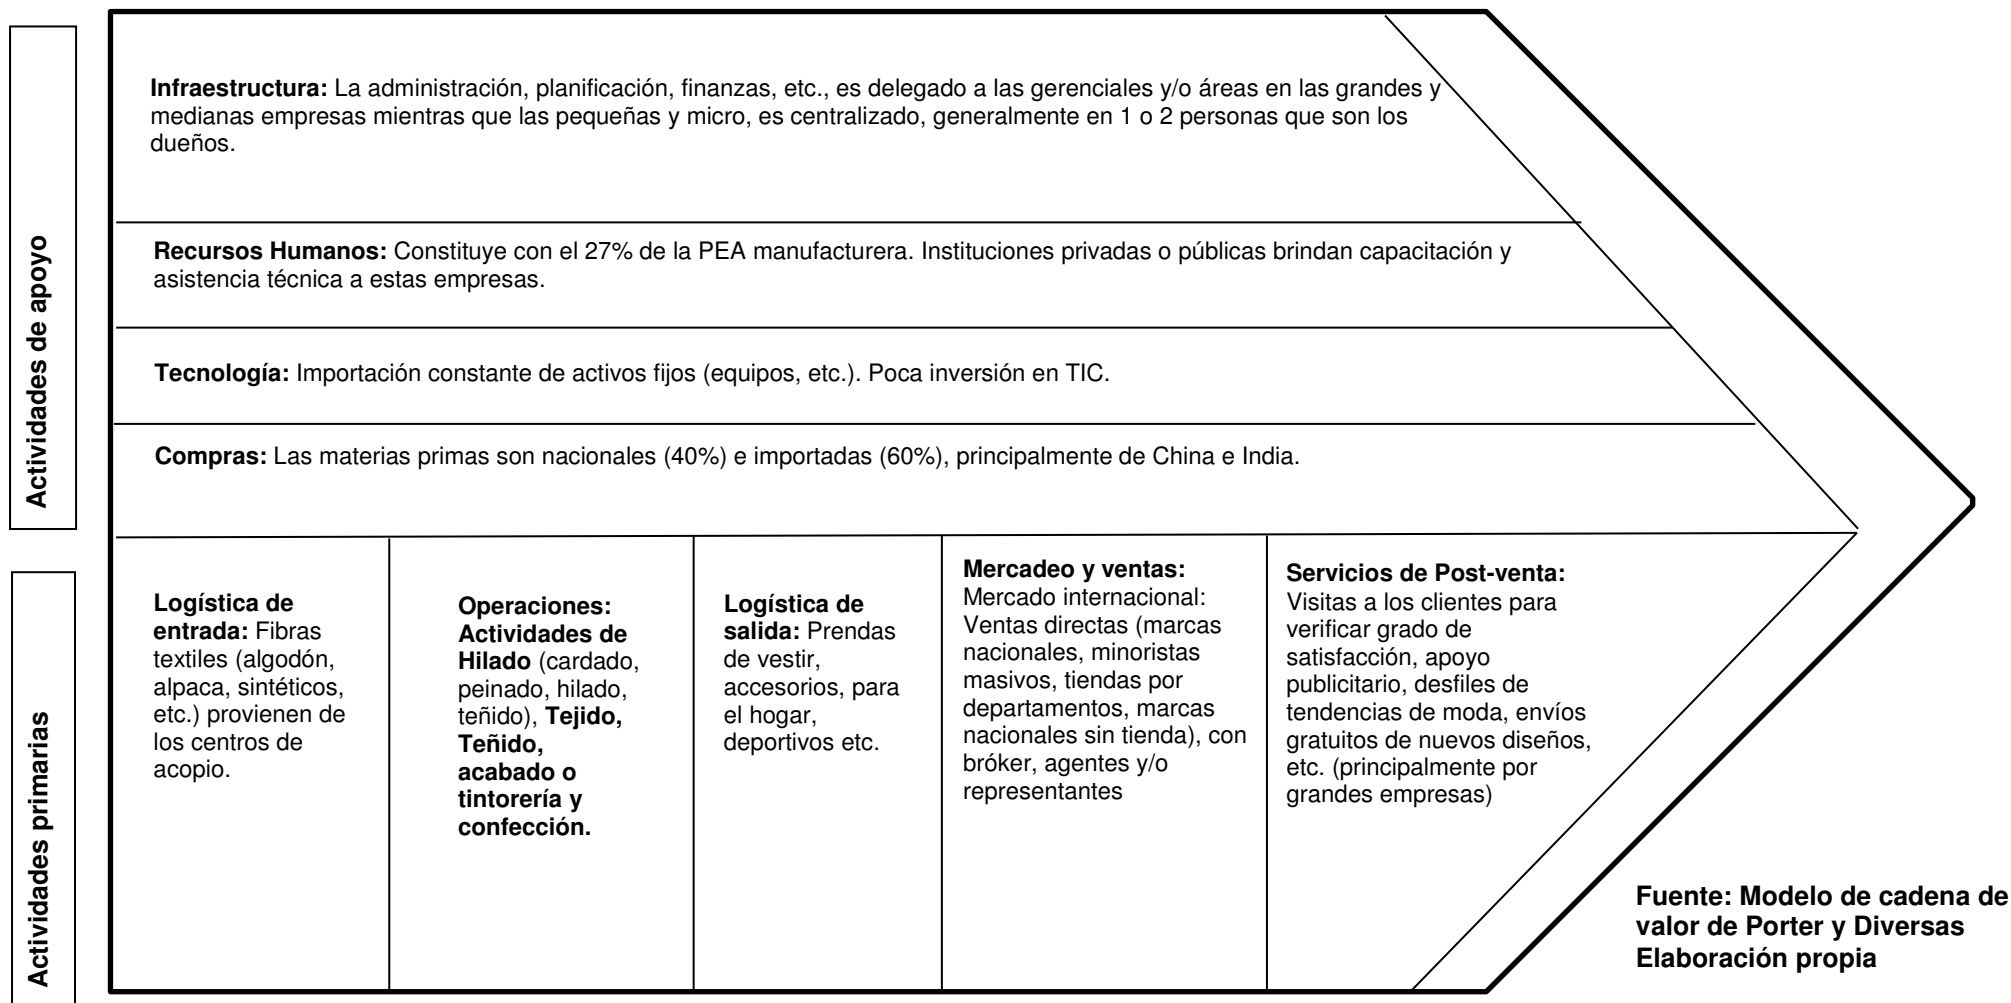 Actividades de apoyo
Infraestructura: La administración, planificación, finanzas, etc., es delegado a las gerenciales y/o áreas en las grandes y
medianas empresas mientras que las pequeñas y micro, es centralizado, generalmente en 1 o 2 personas que son los
dueños.
Recursos Humanos: Constituye con el 27% de la PEA manufacturera. Instituciones privadas o públicas brindan capacitación y
asistencia técnica a estas empresas.
Tecnología: Importación constante de activos fijos (equipos, etc.). Poca inversión en TIC.
Compras: Las materias primas son nacionales (40%) e importadas (60%), principalmente de China e India.
Actividades primarias
Logística de
entrada: Fibras
textiles (algodón,
alpaca, sintéticos,
etc.) provienen de
los centros de
acopio.
Operaciones:
Actividades de
Hilado (cardado,
peinado, hilado,
teñido), Tejido,
Teñido,
acabado o
tintorería y
confección.
Logística de
salida: Prendas
de vestir,
accesorios, para
el hogar,
deportivos etc.
Mercadeo y ventas:
Mercado internacional:
Ventas directas (marcas
nacionales, minoristas
masivos, tiendas por
departamentos, marcas
nacionales sin tienda), con
bróker, agentes y/o
representantes
Servicios de Post-venta:
Visitas a los clientes para
verificar grado de
satisfacción, apoyo
publicitario, desfiles de
tendencias de moda, envíos
gratuitos de nuevos diseños,
etc. (principalmente por
grandes empresas)
Fuente: Modelo de cadena de
valor de Porter y Diversas
Elaboración propia